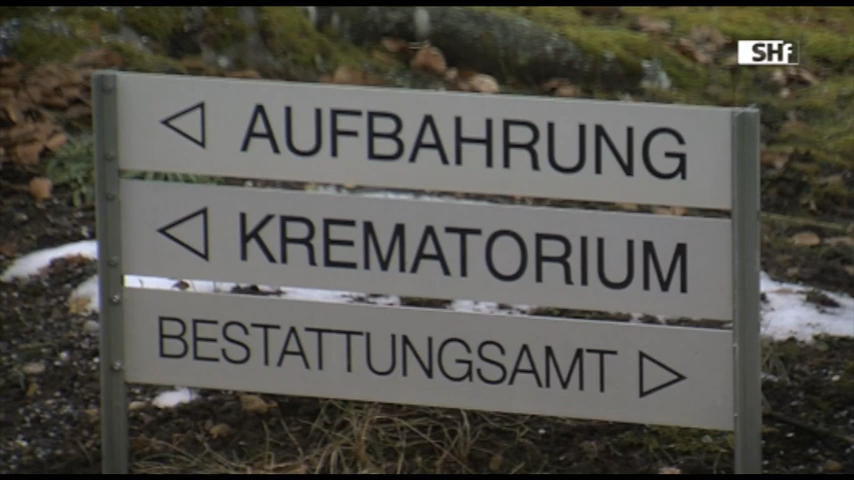 SHf
◁ AUFBAHRUNG
◁ KREMATORIUM
BESTATTUNGSAMT ▷